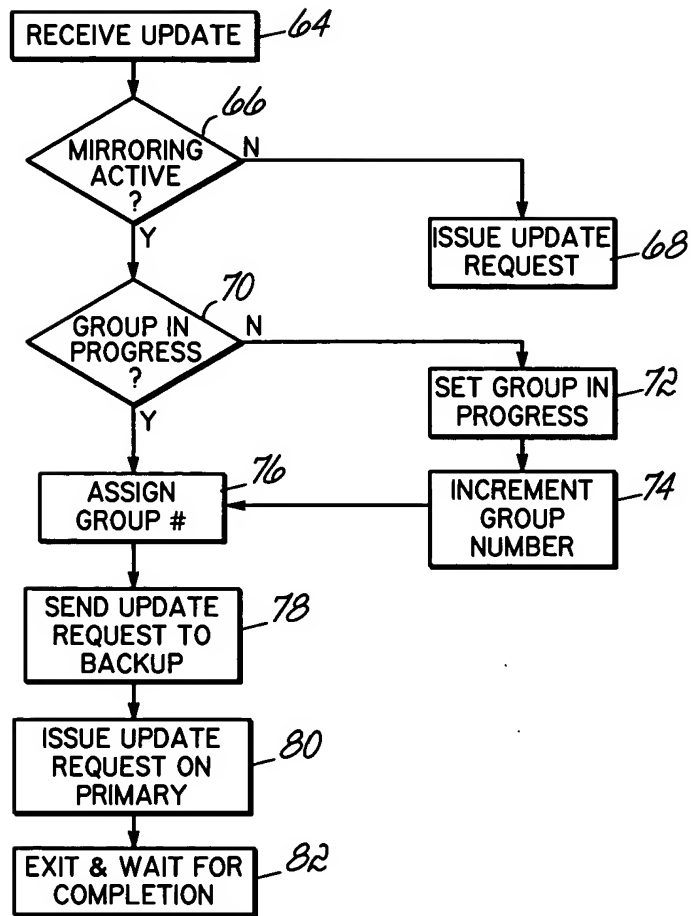 RECEIVE UPDATE
64
66
MIRRORING
ACTIVE
?
N
Y
ISSUE UPDATE
REQUEST
68
70
GROUP IN
PROGRESS
?
N
Y
SET GROUP IN
PROGRESS
72
76
ASSIGN
GROUP #
INCREMENT
GROUP
NUMBER
74
SEND UPDATE
REQUEST TO
BACKUP
78
ISSUE UPDATE
REQUEST ON
PRIMARY
80
EXIT & WAIT FOR
COMPLETION
82